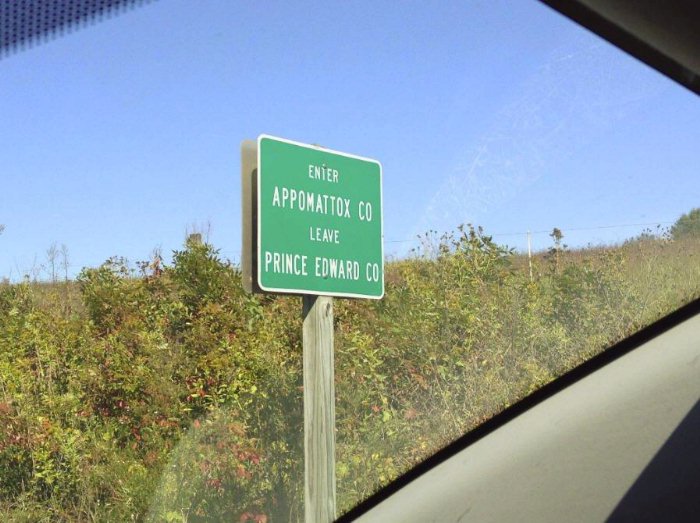 ENTER
APPOMATTOX CO
LEAVE
PRINCE EDWARD CO